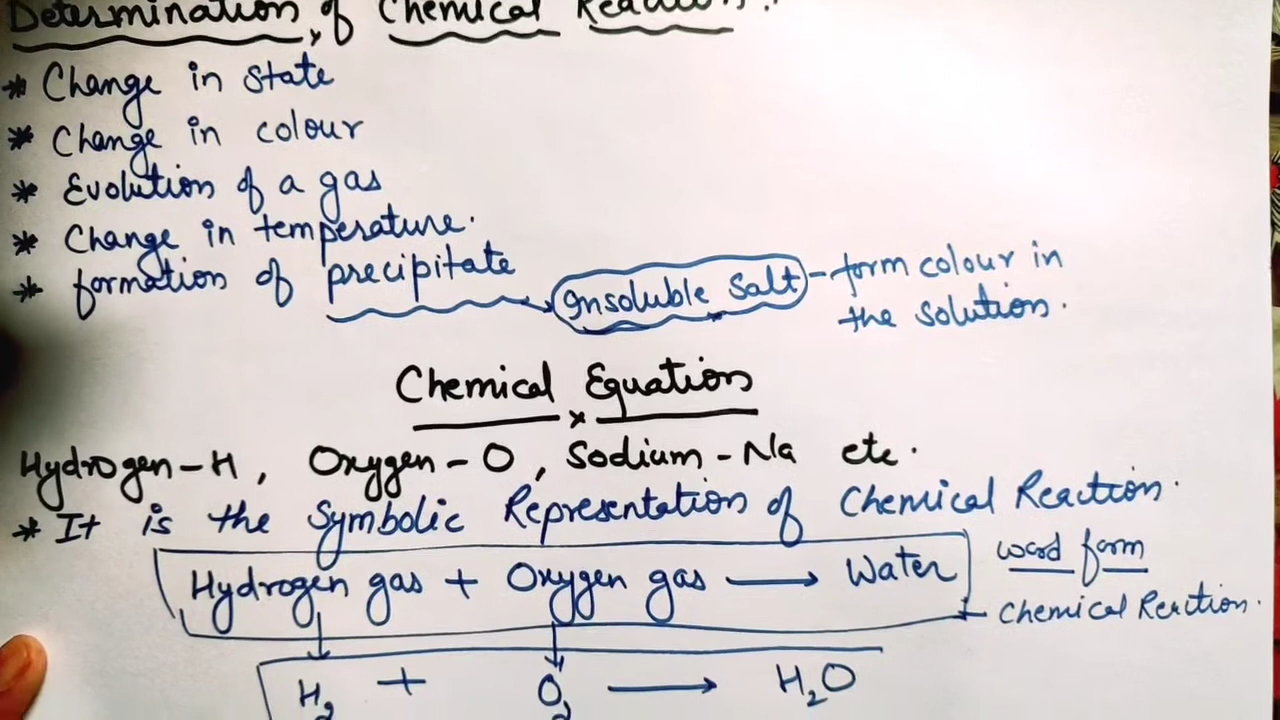 Determination of Chemical Reaction:
* Change in state
* Change in colour
* Evolution of a gas
* Change in temperature.
* formation of precipitate
Insoluble Salt - form colour in
the solution.
Chemical Equations
Hydrogen - H, Oxygen - O, Sodium - Na etc.
* It is the Symbolic Representation of Chemical Reaction.
Hydrogen gas + Oxygen gas ⟶ Water
word form
Chemical Reaction.
H₂ + O₂ ⟶ H₂O